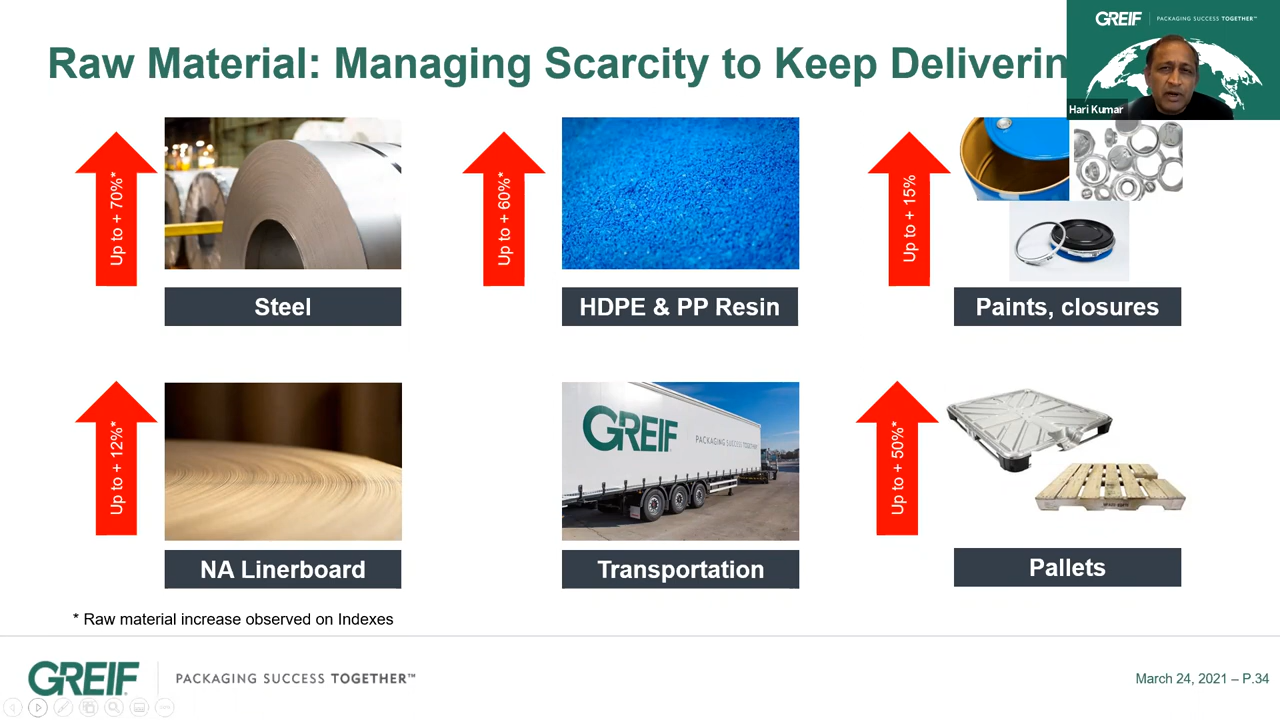 Raw Material: Managing Scarcity to Keep Deliverin
GREIF PACKAGING SUCCESS TOGETHER™
Hari Kumar
Up to + 70%*
Steel
Up to + 60%*
HDPE & PP Resin
Up to + 15%
Paints, closures
Up to + 12%*
NA Linerboard
GREIF PACKAGING SUCCESS TOGETHER
Transportation
Up to + 50%*
Pallets
* Raw material increase observed on Indexes
GREIF PACKAGING SUCCESS TOGETHER™
March 24, 2021 – P.34